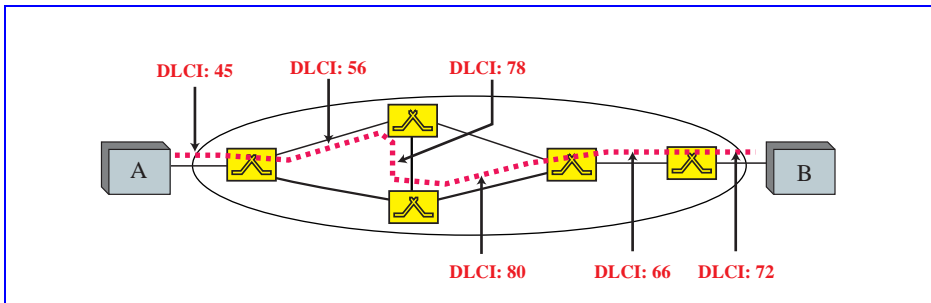 DLCI: 45
DLCI: 56
DLCI: 78
A
B
DLCI: 80
DLCI: 66
DLCI: 72